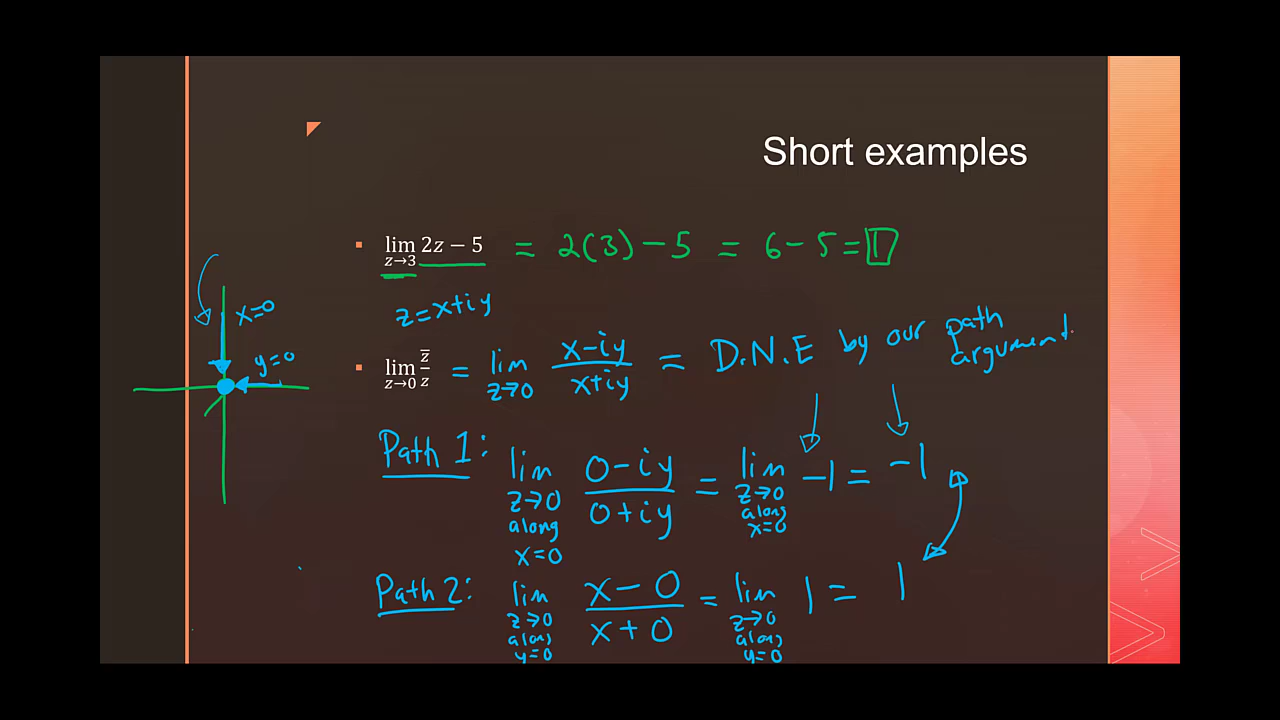 Short examples
▪ lim z→3 2z − 5 = 2(3) − 5 = 6 − 5 = 1
z = x+iy
x=0
y=0
▪ lim z→0 z̅/z = lim z→0 (x−iy)/(x+iy) = D.N.E by our path argument.
Path 1: lim z→0 along x=0 (0−iy)/(0+iy) = lim z→0 along x=0 −1 = −1
Path 2: lim z→0 along y=0 (x−0)/(x+0) = lim z→0 along y=0 1 = 1